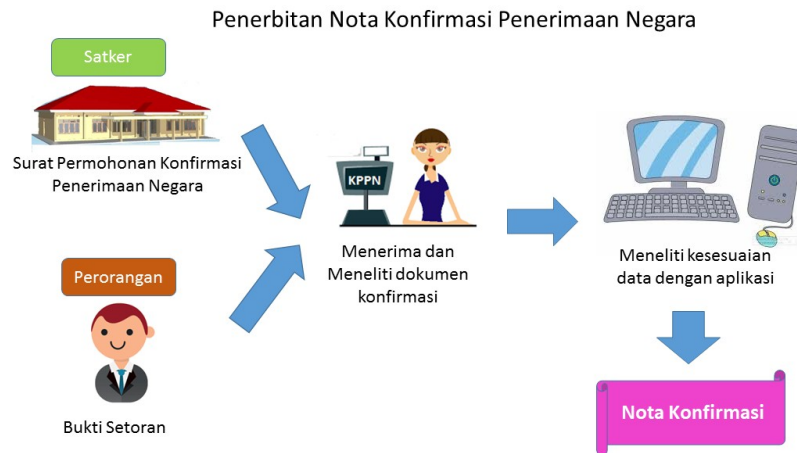 Penerbitan Nota Konfirmasi Penerimaan Negara
Satker
Surat Permohonan Konfirmasi
Penerimaan Negara
Perorangan
Bukti Setoran
KPPN
Menerima dan
Meneliti dokumen
konfirmasi
Meneliti kesesuaian
data dengan aplikasi
Nota Konfirmasi